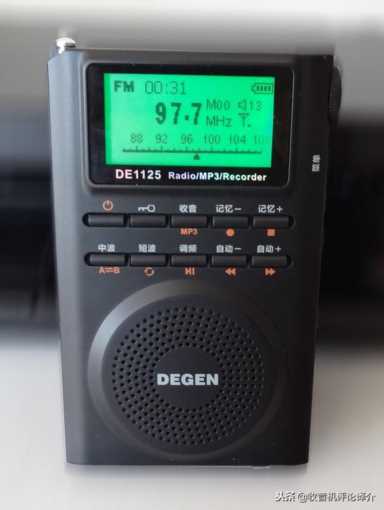 FM 00:31
97.7 MHz M00 13
88 92 96 100 104 10
DE1125 Radio/MP3/Recorder
收音 记忆- 记忆+
MP3
中波 短波 调频 自动- 自动+
A⇌B
DEGEN
头条 @收音机评论译介